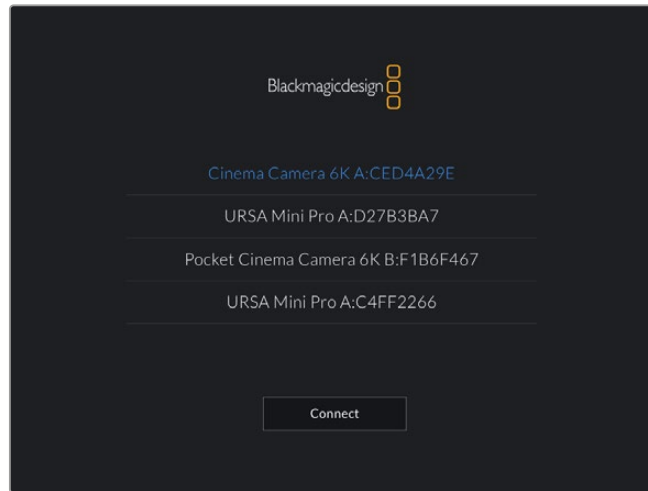 Blackmagicdesign
Cinema Camera 6K A:CED4A29E
URSA Mini Pro A:D27B3BA7
Pocket Cinema Camera 6K B:F1B6F467
URSA Mini Pro A:C4FF2266
Connect